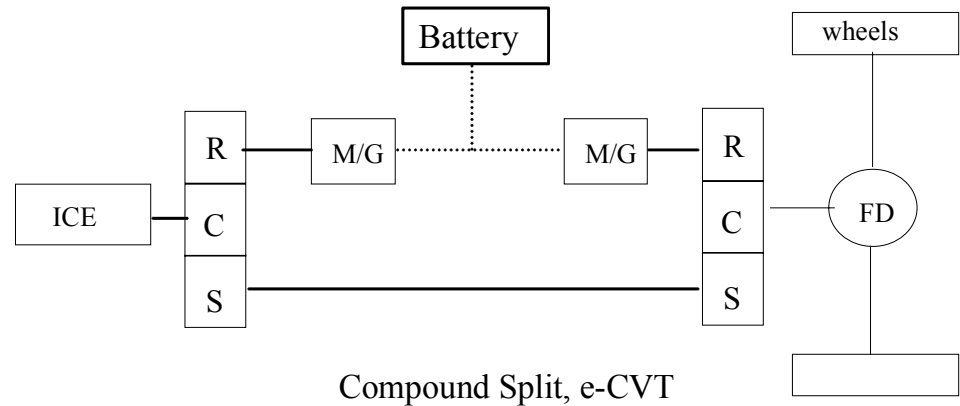 Battery
wheels
R
M/G
M/G
R
ICE
C
C
FD
S
S
Compound Split, e-CVT